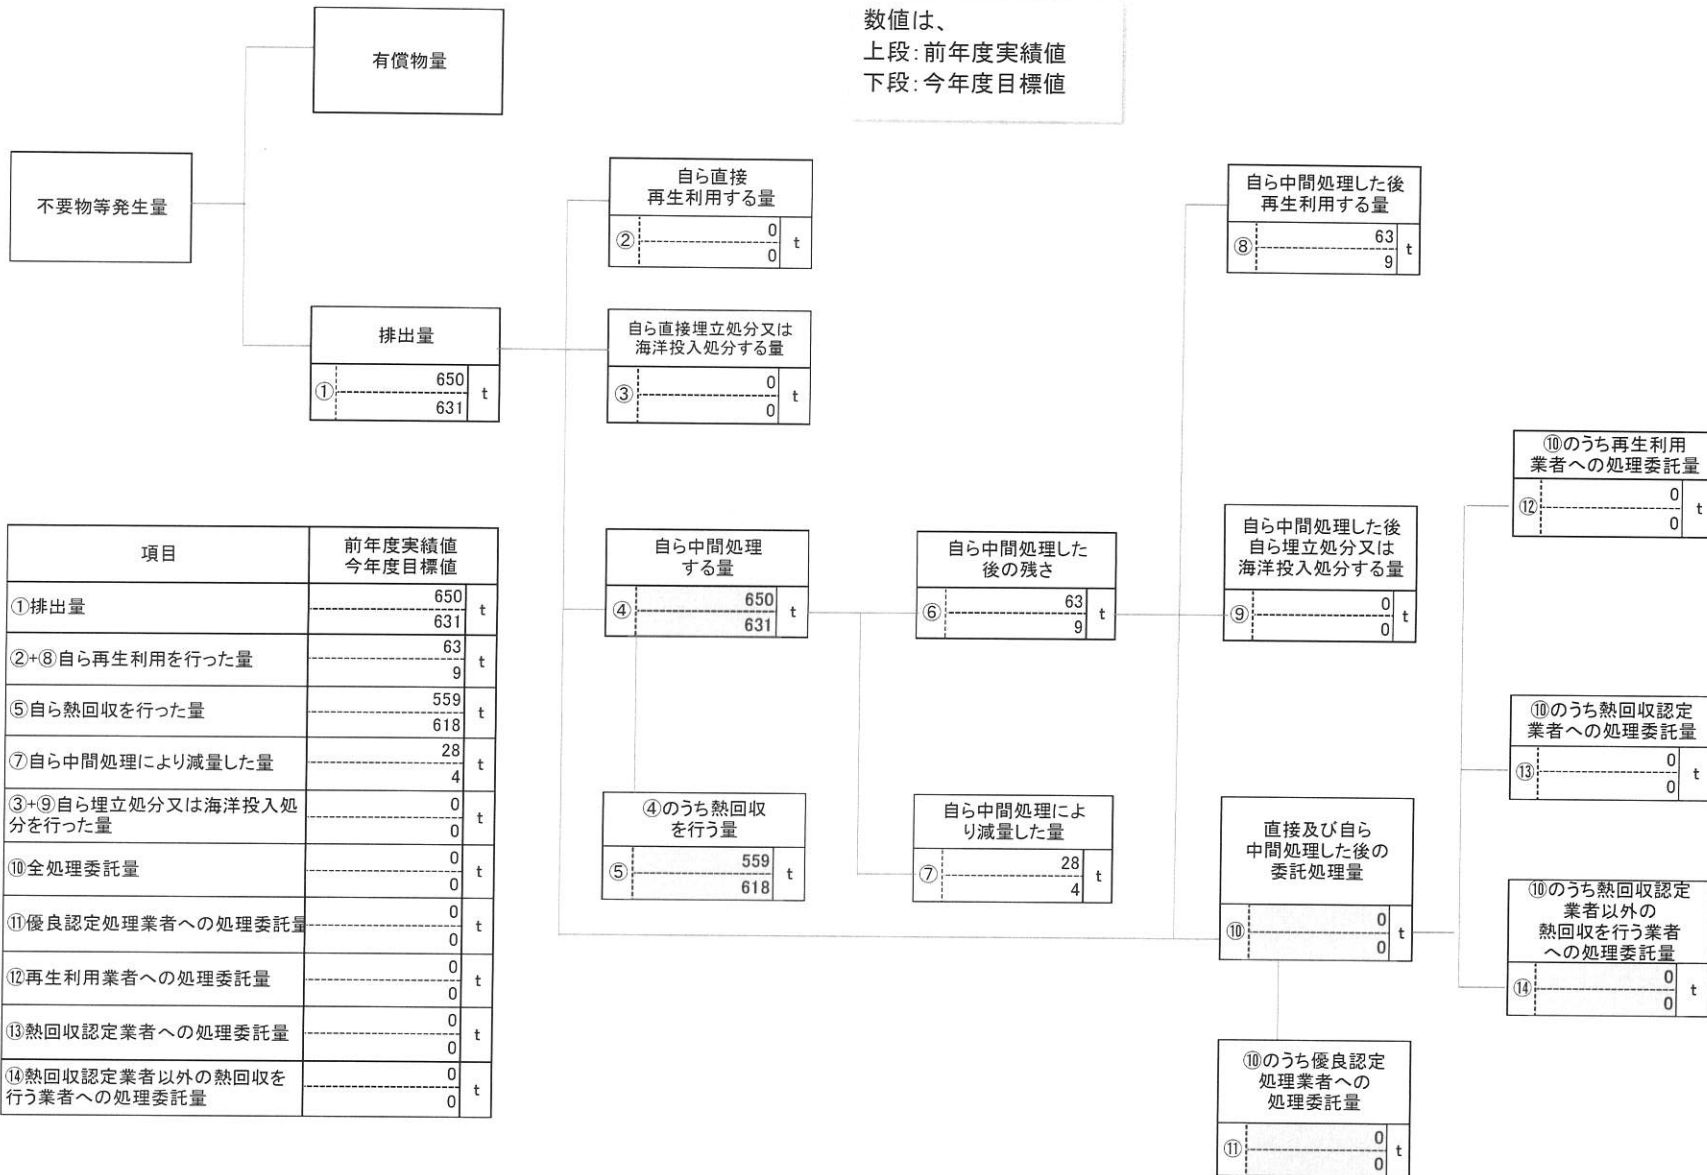 数値は、
上段:前年度実績値
下段:今年度目標値
有償物量
不要物等発生量
排出量
①
650
631
t
自ら直接
再生利用する量
②
0
0
t
自ら直接埋立処分又は
海洋投入処分する量
③
0
0
t
自ら中間処理
する量
④
650
631
t
④のうち熱回収
を行う量
⑤
559
618
t
自ら中間処理した
後の残さ
⑥
63
9
t
自ら中間処理によ
り減量した量
⑦
28
4
t
自ら中間処理した後
再生利用する量
⑧
63
9
t
自ら中間処理した後
自ら埋立処分又は
海洋投入処分する量
⑨
0
0
t
直接及び自ら
中間処理した後の
委託処理量
⑩
0
0
t
⑩のうち優良認定
処理業者への
処理委託量
⑪
0
0
t
⑩のうち再生利用
業者への処理委託量
⑫
0
0
t
⑩のうち熱回収認定
業者への処理委託量
⑬
0
0
t
⑩のうち熱回収認定
業者以外の
熱回収を行う業者
への処理委託量
⑭
0
0
t
項目
前年度実績値
今年度目標値
①排出量
650
631
t
②+⑧自ら再生利用を行った量
63
9
t
⑤自ら熱回収を行った量
559
618
t
⑦自ら中間処理により減量した量
28
4
t
③+⑨自ら埋立処分又は海洋投入処
分を行った量
0
0
t
⑩全処理委託量
0
0
t
⑪優良認定処理業者への処理委託量
0
0
t
⑫再生利用業者への処理委託量
0
0
t
⑬熱回収認定業者への処理委託量
0
0
t
⑭熱回収認定業者以外の熱回収を
行う業者への処理委託量
0
0
t